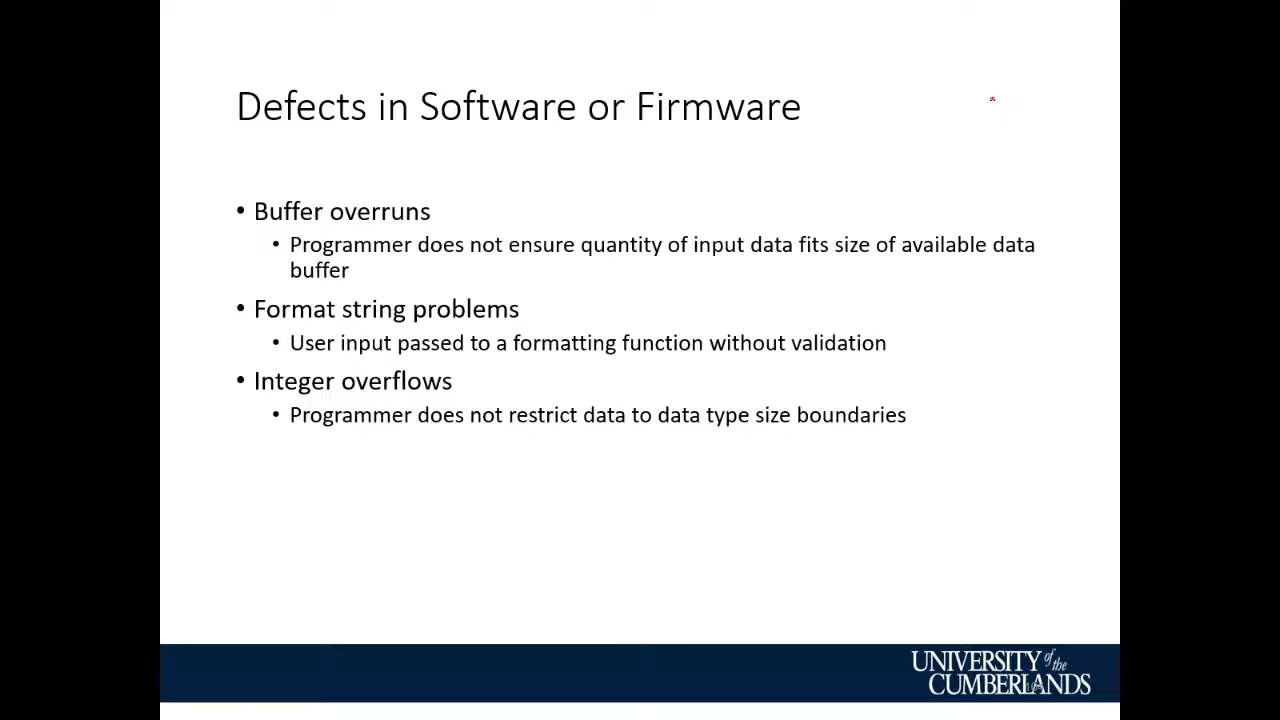 Defects in Software or Firmware
• Buffer overruns
• Programmer does not ensure quantity of input data fits size of available data
buffer
• Format string problems
• User input passed to a formatting function without validation
• Integer overflows
• Programmer does not restrict data to data type size boundaries
UNIVERSITY of the
CUMBERLANDS